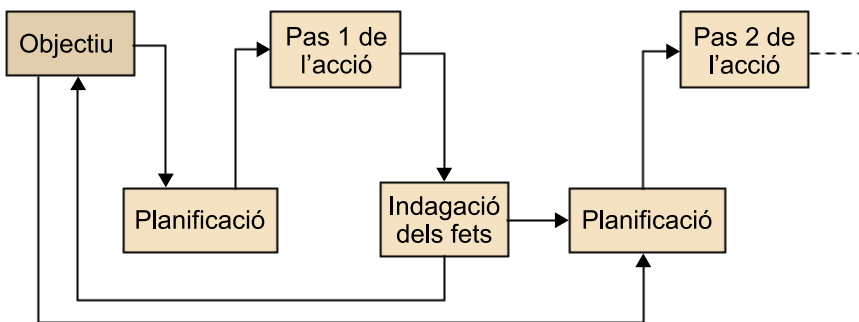 Objectiu
Pas 1 de
l’acció
Pas 2 de
l’acció
Planificació
Indagació
dels fets
Planificació